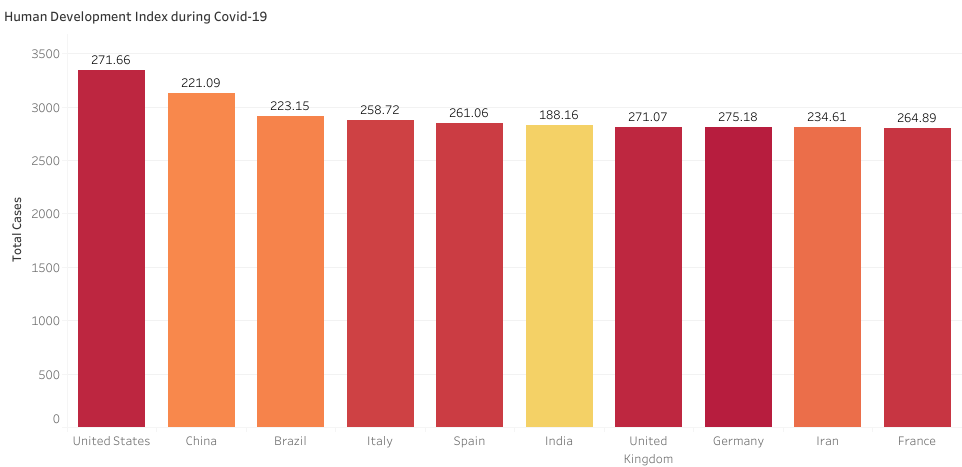 Human Development Index during Covid-19
3500
3000
2500
2000
1500
1000
500
0
Total Cases
271.66
221.09
223.15
258.72
261.06
188.16
271.07
275.18
234.61
264.89
United States
China
Brazil
Italy
Spain
India
United
Kingdom
Germany
Iran
France